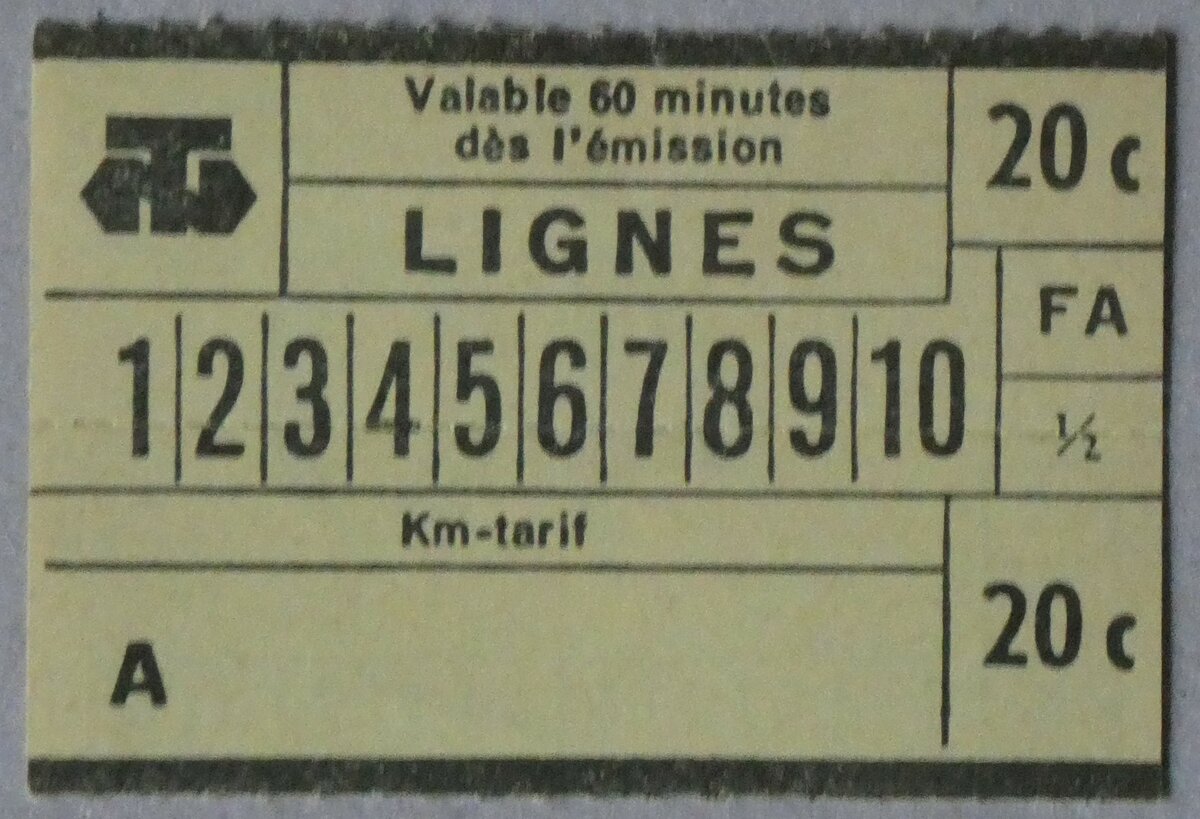 Valable 60 minutes
dès l'émission
20 c
LIGNES
FA
1 2 3 4 5 6 7 8 9 10
½
Km-tarif
A
20 c